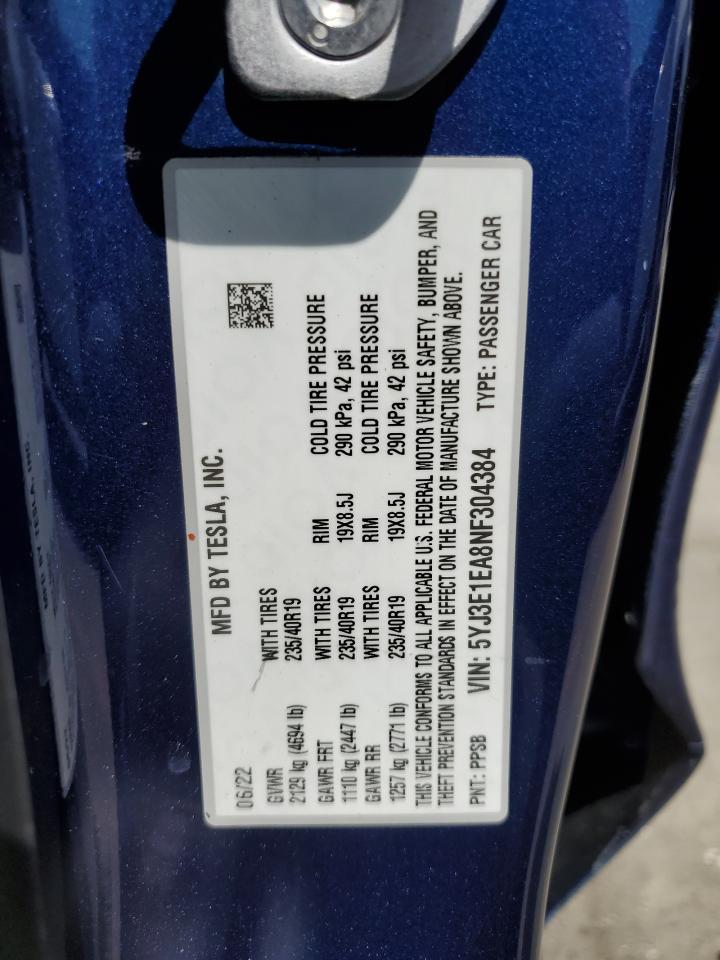 MFD BY TESLA, INC.
06/22
GVWR WITH TIRES
2129 kg (4694 lb) 235/40R19
GAWR FRT WITH TIRES RIM COLD TIRE PRESSURE
1110 kg (2447 lb) 235/40R19 19X8.5J 290 kPa, 42 psi
GAWR RR WITH TIRES RIM COLD TIRE PRESSURE
1257 kg (2771 lb) 235/40R19 19X8.5J 290 kPa, 42 psi
THIS VEHICLE CONFORMS TO ALL APPLICABLE U.S. FEDERAL MOTOR VEHICLE SAFETY, BUMPER, AND
THEFT PREVENTION STANDARDS IN EFFECT ON THE DATE OF MANUFACTURE SHOWN ABOVE.
PNT: PPSB VIN: 5YJ3E1EA8NF304384 TYPE: PASSENGER CAR
MFD BY TESLA, INC.